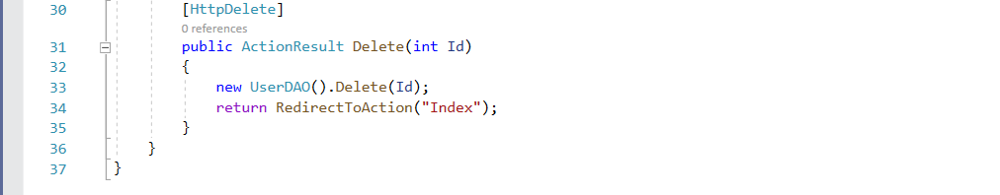 30 [HttpDelete]
0 references
31 public ActionResult Delete(int Id)
32 {
33 new UserDAO().Delete(Id);
34 return RedirectToAction("Index");
35 }
36 }
37 }